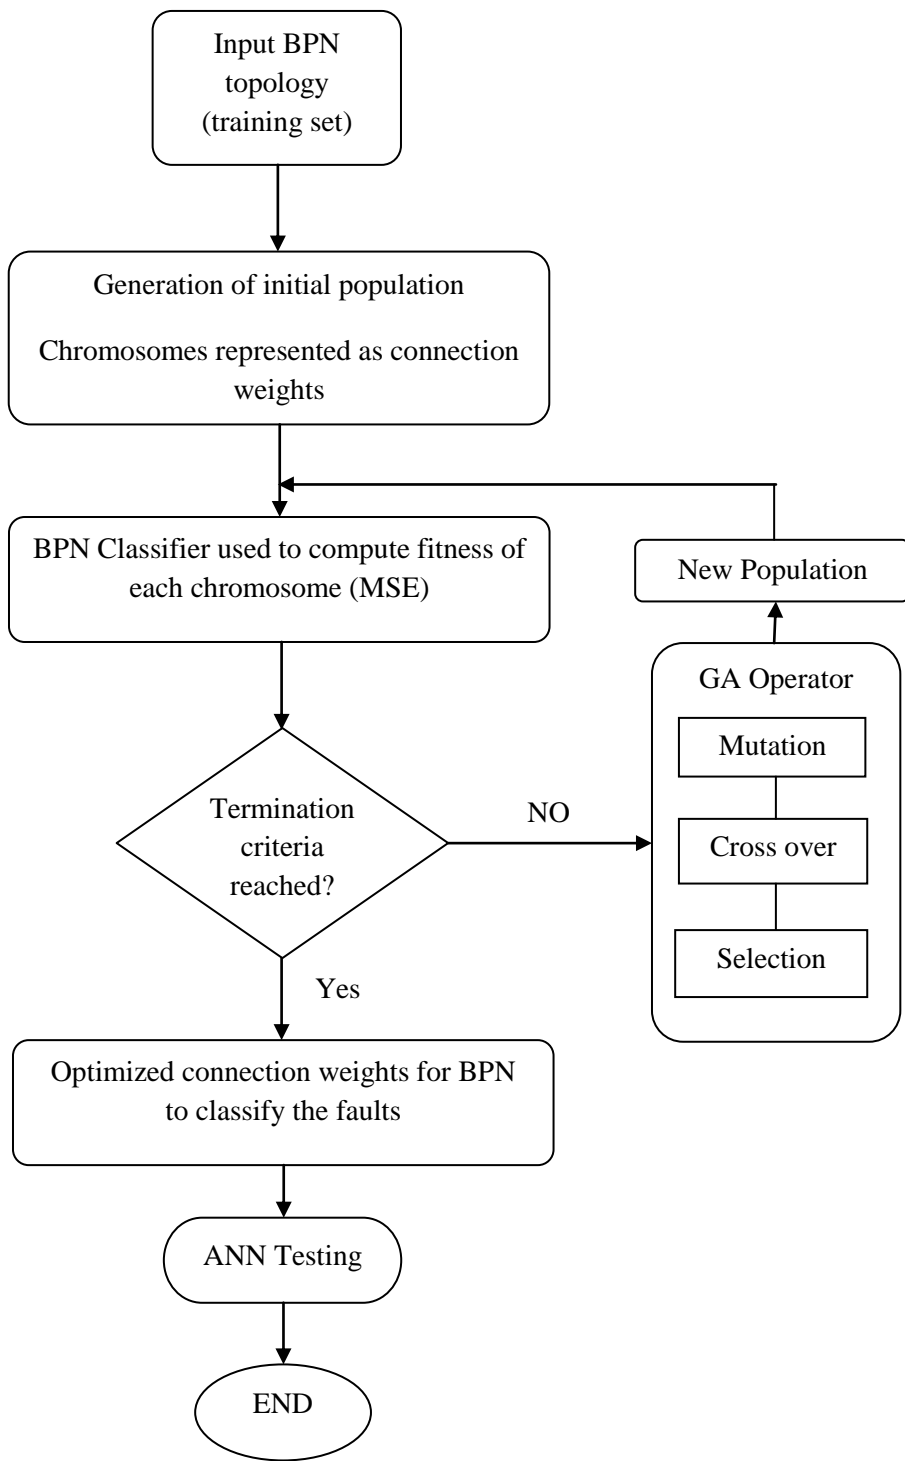 Input BPN
topology
(training set)
Generation of initial population
Chromosomes represented as connection
weights
BPN Classifier used to compute fitness of
each chromosome (MSE)
New Population
GA Operator
Mutation
Cross over
Selection
Termination
criteria
reached?
NO
Yes
Optimized connection weights for BPN
to classify the faults
ANN Testing
END